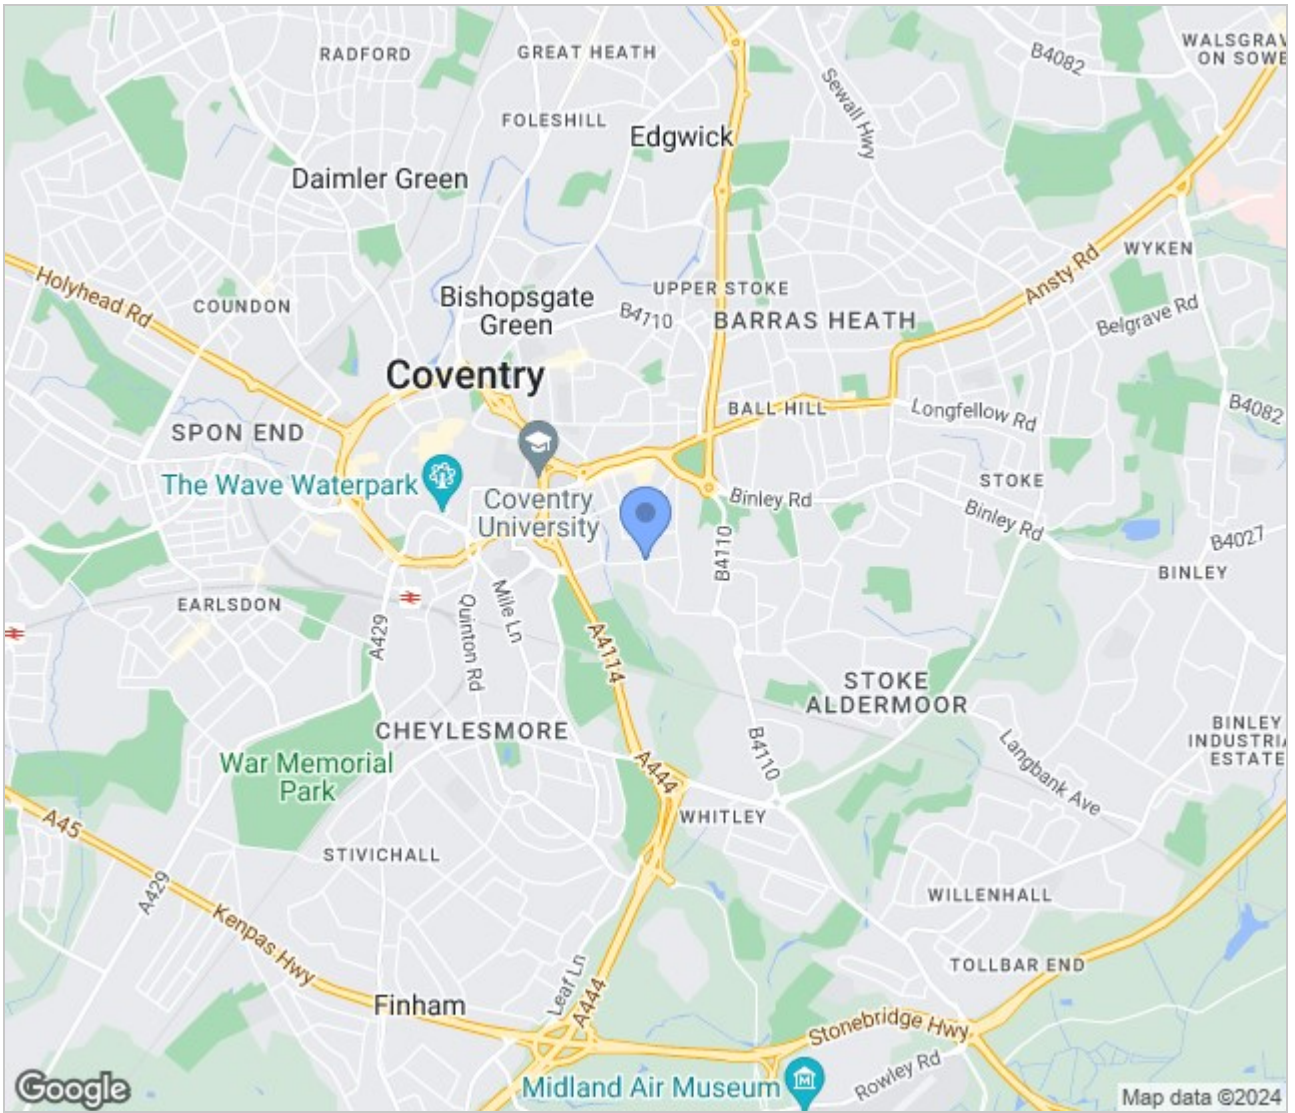 RADFORD
GREAT HEATH
B4082
WALSGRAV
ON SOWE
Sewall Hwy
FOLESHILL
Edgwick
Daimler Green
WYKEN
Ansty Rd
Holyhead Rd
COUNDON
Bishopsgate
Green
UPPER STOKE
B4110
BARRAS HEATH
Belgrave Rd
Coventry
BALL HILL
Longfellow Rd
B4082
SPON END
The Wave Waterpark
Coventry
University
Binley Rd
STOKE
Binley Rd
B4027
BINLEY
B4110
EARLSDON
A429
Quinton Rd
Mile Ln
A4114
STOKE
ALDERMOOR
CHEYLESMORE
War Memorial
Park
B4110
Langbank Ave
BINLEY
INDUSTRIA
ESTATE
A444
WHITLEY
A45
STIVICHALL
A429
WILLENHALL
Kenpas Hwy
TOLLBAR END
Leaf Ln
A444
Finham
Stonebridge Hwy
Rowley Rd
Midland Air Museum
Google
Map data ©2024